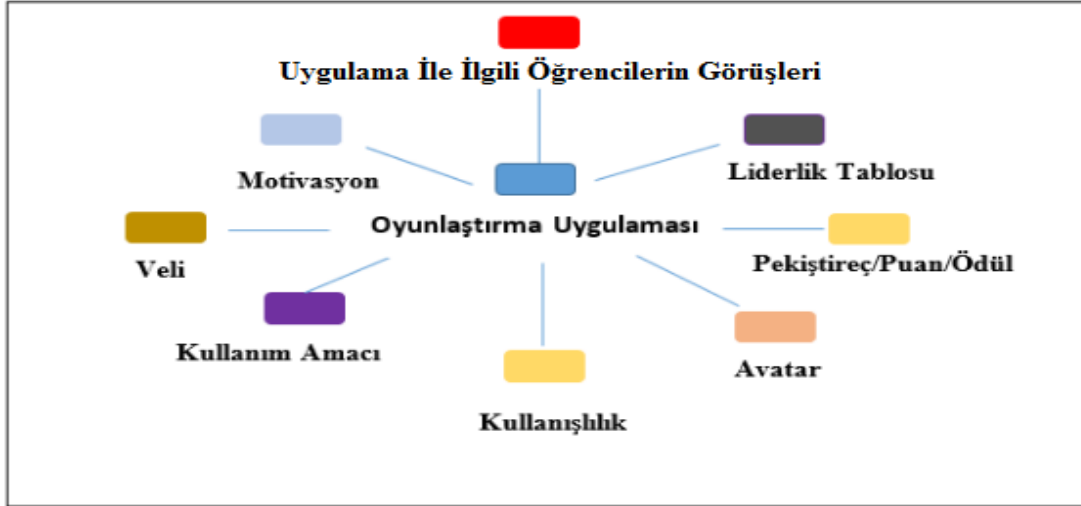 Uygulama İle İlgili Öğrencilerin Görüşleri
Motivasyon
Liderlik Tablosu
Oyunlaştırma Uygulaması
Veli
Pekiştireç/Puan/Ödül
Kullanım Amacı
Avatar
Kullanışlılık